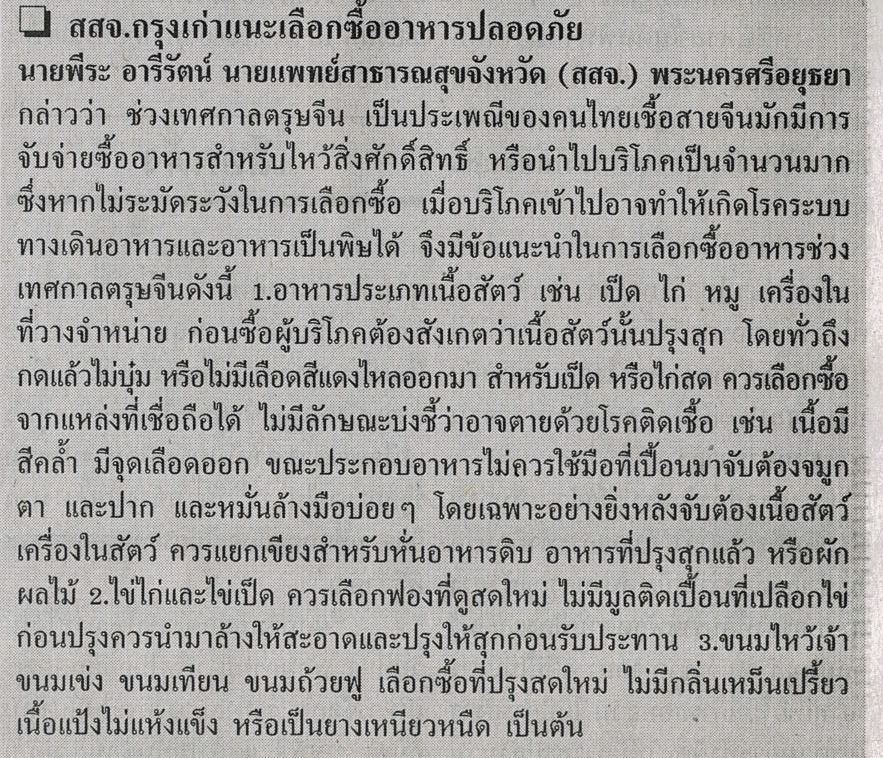 ❑ สสจ.กรุงเก่าแนะเลือกซื้ออาหารปลอดภัย
นายพีระ อารีรัตน์ นายแพทย์สาธารณสุขจังหวัด (สสจ.) พระนครศรีอยุธยา
กล่าวว่า ช่วงเทศกาลตรุษจีน เป็นประเพณีของคนไทยเชื้อสายจีนมักมีการ
จับจ่ายซื้ออาหารสำหรับไหว้สิ่งศักดิ์สิทธิ์ หรือนำไปบริโภคเป็นจำนวนมาก
ซึ่งหากไม่ระมัดระวังในการเลือกซื้อ เมื่อบริโภคเข้าไปอาจทำให้เกิดโรคระบบ
ทางเดินอาหารและอาหารเป็นพิษได้ จึงมีข้อแนะนำในการเลือกซื้ออาหารช่วง
เทศกาลตรุษจีนดังนี้ 1.อาหารประเภทเนื้อสัตว์ เช่น เป็ด ไก่ หมู เครื่องใน
ที่วางจำหน่าย ก่อนซื้อผู้บริโภคต้องสังเกตว่าเนื้อสัตว์นั้นปรุงสุก โดยทั่วถึง
กดแล้วไม่บุ๋ม หรือไม่มีเลือดสีแดงไหลออกมา สำหรับเป็ด หรือไก่สด ควรเลือกซื้อ
จากแหล่งที่เชื่อถือได้ ไม่มีลักษณะบ่งชี้ว่าอาจตายด้วยโรคติดเชื้อ เช่น เนื้อมี
สีคล้ำ มีจุดเลือดออก ขณะประกอบอาหารไม่ควรใช้มือที่เปื้อนมาจับต้องจมูก
ตา และปาก และหมั่นล้างมือบ่อยๆ โดยเฉพาะอย่างยิ่งหลังจับต้องเนื้อสัตว์
เครื่องในสัตว์ ควรแยกเขียงสำหรับหั่นอาหารดิบ อาหารที่ปรุงสุกแล้ว หรือผัก
ผลไม้ 2.ไข่ไก่และไข่เป็ด ควรเลือกฟองที่ดูสดใหม่ ไม่มีมูลติดเปื้อนที่เปลือกไข่
ก่อนปรุงควรนำมาล้างให้สะอาดและปรุงให้สุกก่อนรับประทาน 3.ขนมไหว้เจ้า
ขนมเข่ง ขนมเทียน ขนมถ้วยฟู เลือกซื้อที่ปรุงสดใหม่ ไม่มีกลิ่นเหม็นเปรี้ยว
เนื้อแป้งไม่แห้งแข็ง หรือเป็นยางเหนียวหนืด เป็นต้น